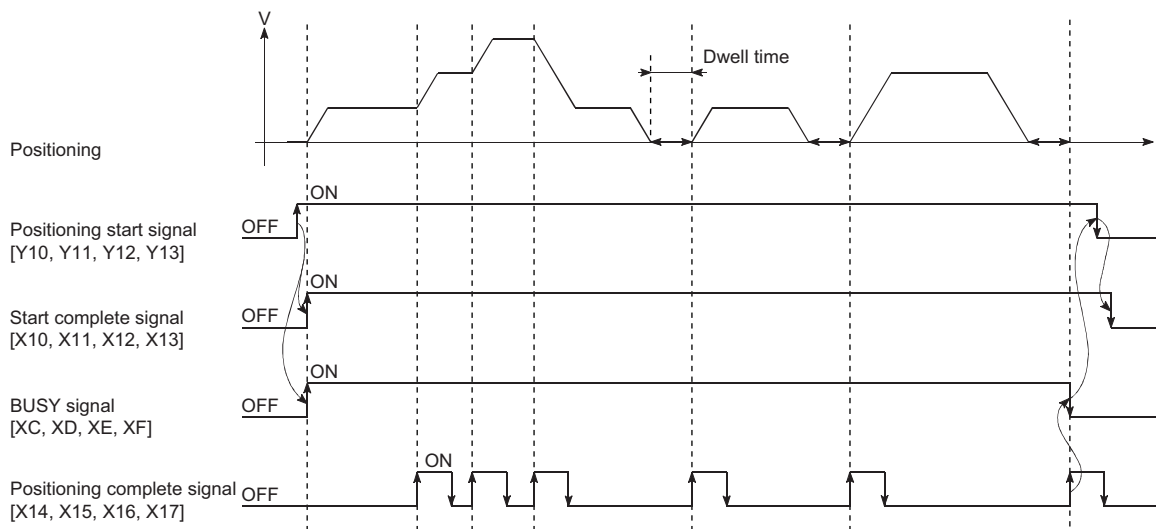 V
Dwell time
Positioning
ON
Positioning start signal
OFF
[Y10, Y11, Y12, Y13]
ON
Start complete signal
OFF
[X10, X11, X12, X13]
ON
BUSY signal
OFF
[XC, XD, XE, XF]
ON
Positioning complete signal
OFF
[X14, X15, X16, X17]